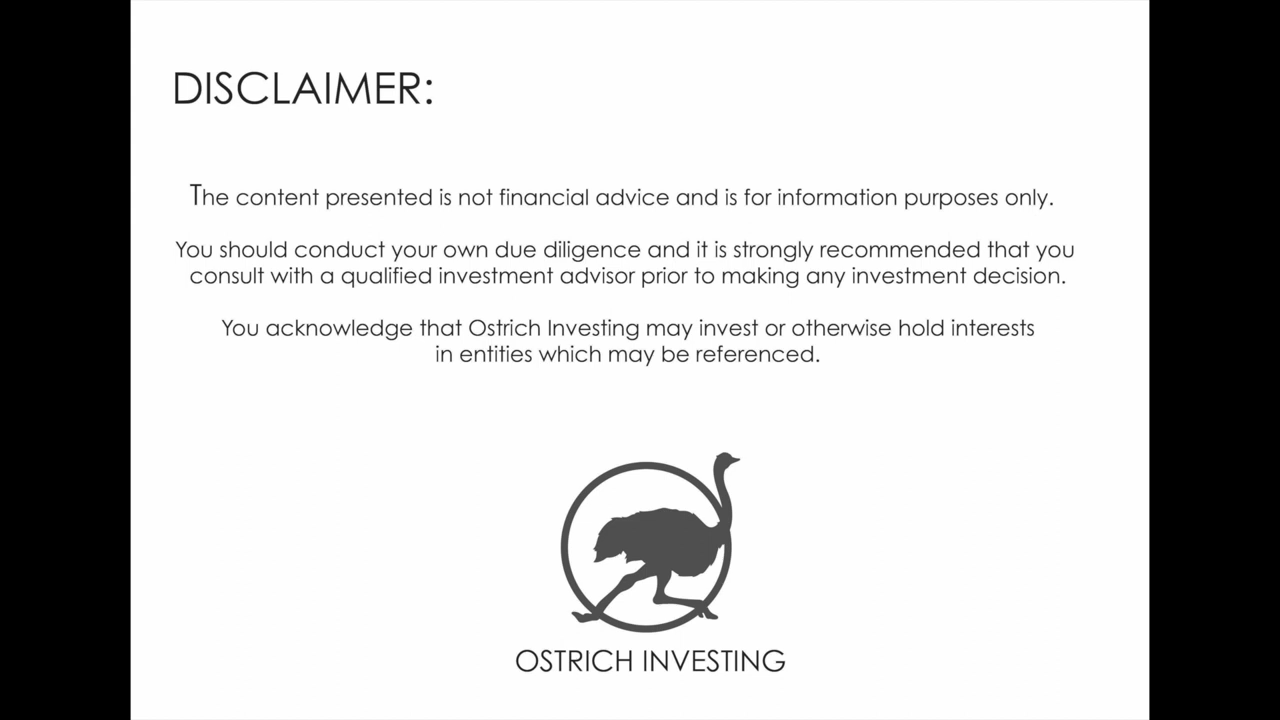 DISCLAIMER:
The content presented is not financial advice and is for information purposes only.
You should conduct your own due diligence and it is strongly recommended that you
consult with a qualified investment advisor prior to making any investment decision.
You acknowledge that Ostrich Investing may invest or otherwise hold interests
in entities which may be referenced.
OSTRICH INVESTING